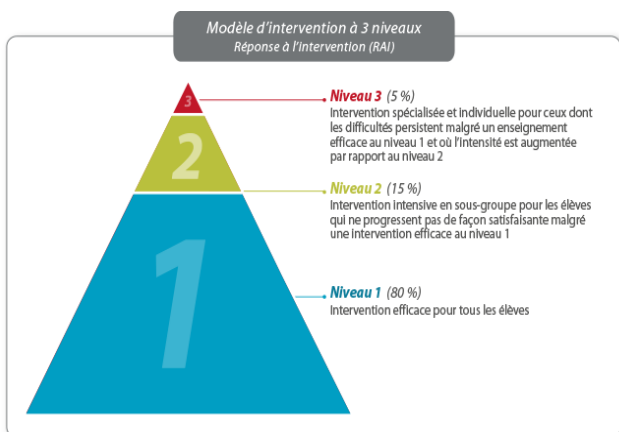 Modèle d'intervention à 3 niveaux
Réponse à l'intervention (RAI)
3
Niveau 3 (5 %)
Intervention spécialisée et individuelle pour ceux dont
les difficultés persistent malgré un enseignement
efficace au niveau 1 et où l'intensité est augmentée
par rapport au niveau 2
2
Niveau 2 (15 %)
Intervention intensive en sous-groupe pour les élèves
qui ne progressent pas de façon satisfaisante malgré
une intervention efficace au niveau 1
1
Niveau 1 (80 %)
Intervention efficace pour tous les élèves